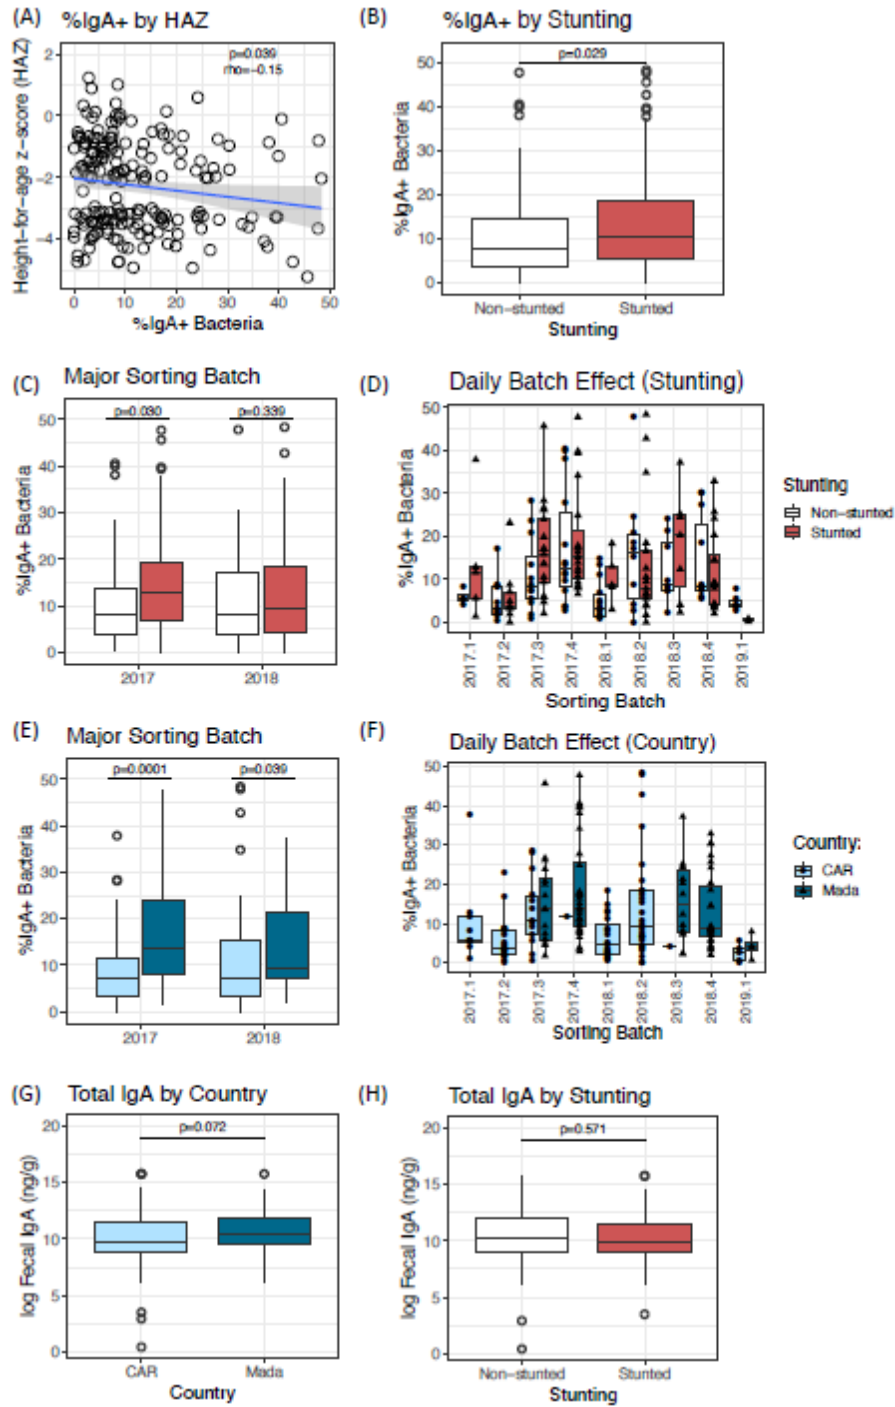 (A) %IgA+ by HAZ
p=0.039
rho=-0.15
Height-for-age z-score (HAZ)
2
0
-2
-4
0 10 20 30 40 50
%IgA+ Bacteria
(B) %IgA+ by Stunting
p=0.029
%IgA+ Bacteria
50
40
30
20
10
0
Non-stunted Stunted
Stunting
(C) Major Sorting Batch
p=0.030 p=0.339
%IgA+ Bacteria
50
40
30
20
10
0
2017 2018
(D) Daily Batch Effect (Stunting)
%IgA+ Bacteria
50
40
30
20
10
0
2017.1 2017.2 2017.3 2017.4 2018.1 2018.2 2018.3 2018.4 2019.1
Sorting Batch
Stunting
Non-stunted
Stunted
(E) Major Sorting Batch
p=0.0001 p=0.039
%IgA+ Bacteria
50
40
30
20
10
0
2017 2018
(F) Daily Batch Effect (Country)
%IgA+ Bacteria
50
40
30
20
10
0
2017.1 2017.2 2017.3 2017.4 2018.1 2018.2 2018.3 2018.4 2019.1
Sorting Batch
Country:
CAR
Mada
(G) Total IgA by Country
p=0.072
log Fecal IgA (ng/g)
20
15
10
5
0
CAR Mada
Country
(H) Total IgA by Stunting
p=0.571
log Fecal IgA (ng/g)
20
15
10
5
0
Non-stunted Stunted
Stunting